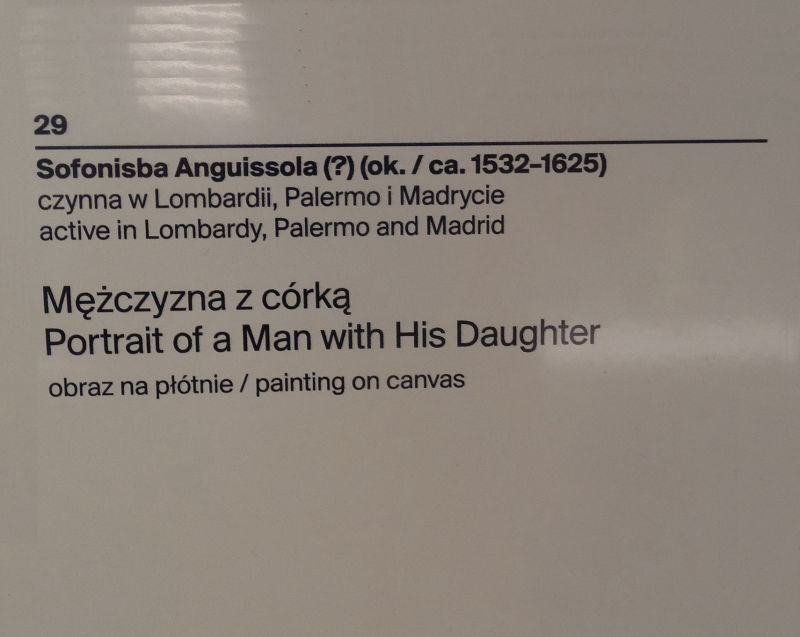 29
Sofonisba Anguissola (?) (ok. / ca. 1532–1625)
czynna w Lombardii, Palermo i Madrycie
active in Lombardy, Palermo and Madrid
Mężczyzna z córką
Portrait of a Man with His Daughter
obraz na płótnie / painting on canvas